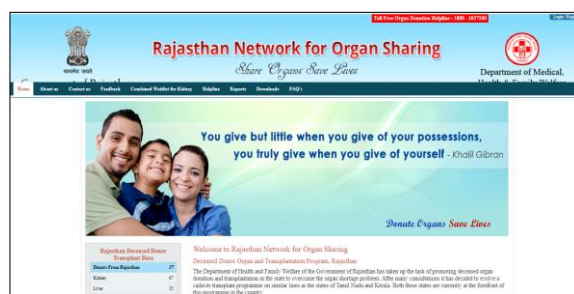 Toll Free Organ Donation Helpline : 1800 - 1037100
Rajasthan Network for Organ Sharing
Share Organs Save Lives
सत्यमेव जयते
Department of Medical,
Home About us Contact us Feedback Combined Waitlist for Kidney Helpline Reports Downloads FAQ's
You give but little when you give of your possessions,
you truly give when you give of yourself - Khalil Gibran
Donate Organs Save Lives
Rajasthan Deceased Donor
Transplant Data
Donors From Rajasthan 37
Kidney 67
Liver
Welcome to Rajasthan Network for Organ Sharing
Deceased Donor Organ and Transplantation Program, Rajasthan
The Department of Health and Family Welfare of the Government of Rajasthan has taken up the task of promoting deceased organ
donation and transplantation in the state to overcome the organ shortage problem. After many consultations it has decided to evolve a
cadaver transplant programme on similar lines as the states of Tamil Nadu and Kerala. Both these states are currently at the forefront of
this programme in the country.